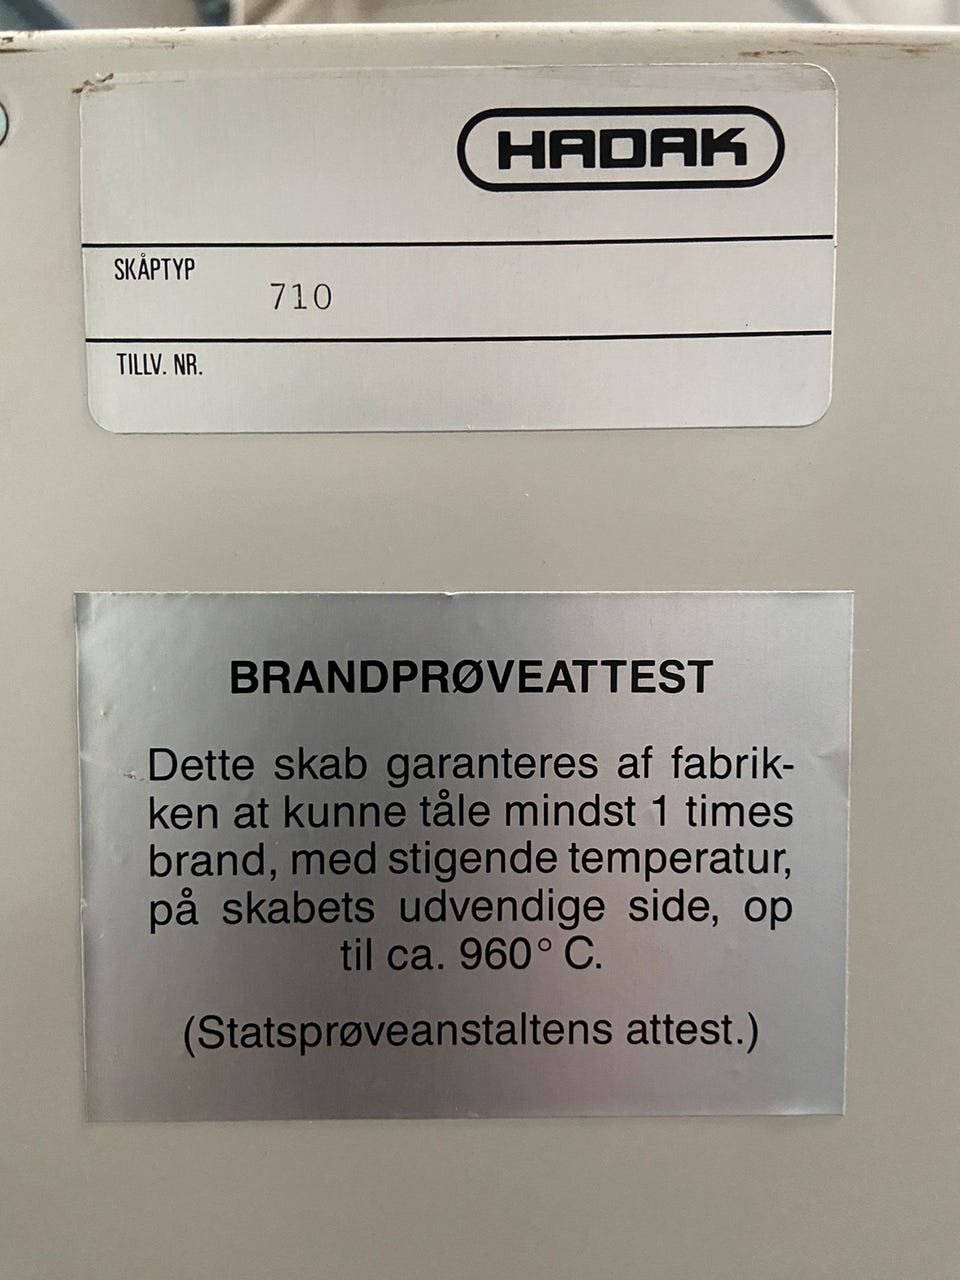 HADAK
SKÅPTYP
710
TILLV. NR.
BRANDPRØVEATTEST
Dette skab garanteres af fabrik-
ken at kunne tåle mindst 1 times
brand, med stigende temperatur,
på skabets udvendige side, op
til ca. 960° C.
(Statsprøveanstaltens attest.)